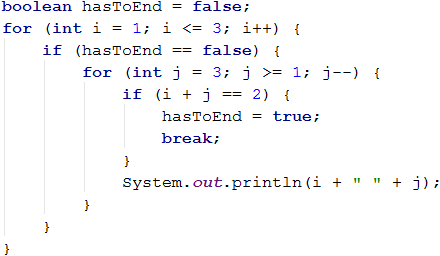 boolean hasToEnd = false;
for (int i = 1; i <= 3; i++) {
    if (hasToEnd == false) {
        for (int j = 3; j >= 1; j--) {
            if (i + j == 2) {
                hasToEnd = true;
                break;
            }
            System.out.println(i + " " + j);
        }
    }
}